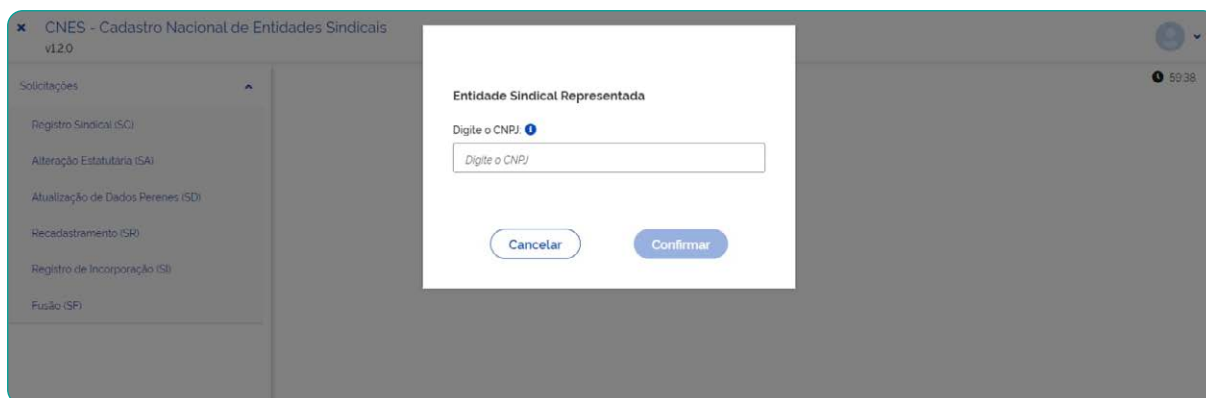 CNES - Cadastro Nacional de Entidades Sindicais
v1.2.0
59:38
Solicitações
Registro Sindical (SC)
Alteração Estatutária (SA)
Atualização de Dados Perenes (SD)
Recadastramento (SR)
Registro de Incorporação (SI)
Fusão (SF)
Entidade Sindical Representada
Digite o CNPJ:
Digite o CNPJ
Cancelar
Confirmar